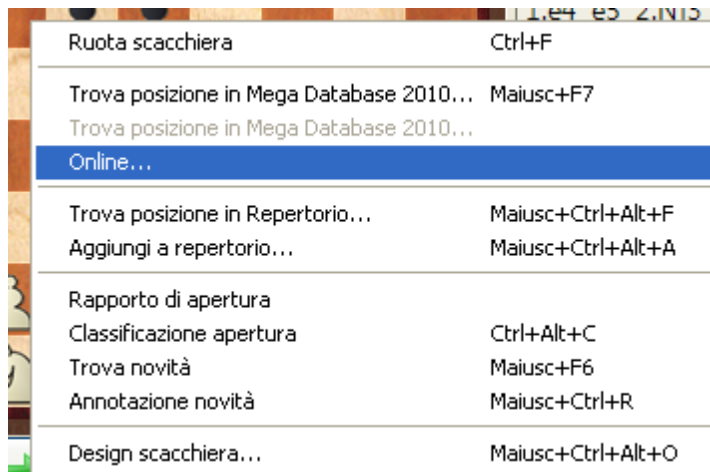 1.e4 e5 2.Nf3
Ruota scacchiera Ctrl+F
Trova posizione in Mega Database 2010... Maiusc+F7
Trova posizione in Mega Database 2010...
Online...
Trova posizione in Repertorio... Maiusc+Ctrl+Alt+F
Aggiungi a repertorio... Maiusc+Ctrl+Alt+A
Rapporto di apertura
Classificazione apertura Ctrl+Alt+C
Trova novità Maiusc+F6
Annotazione novità Maiusc+Ctrl+R
Design scacchiera... Maiusc+Ctrl+Alt+O